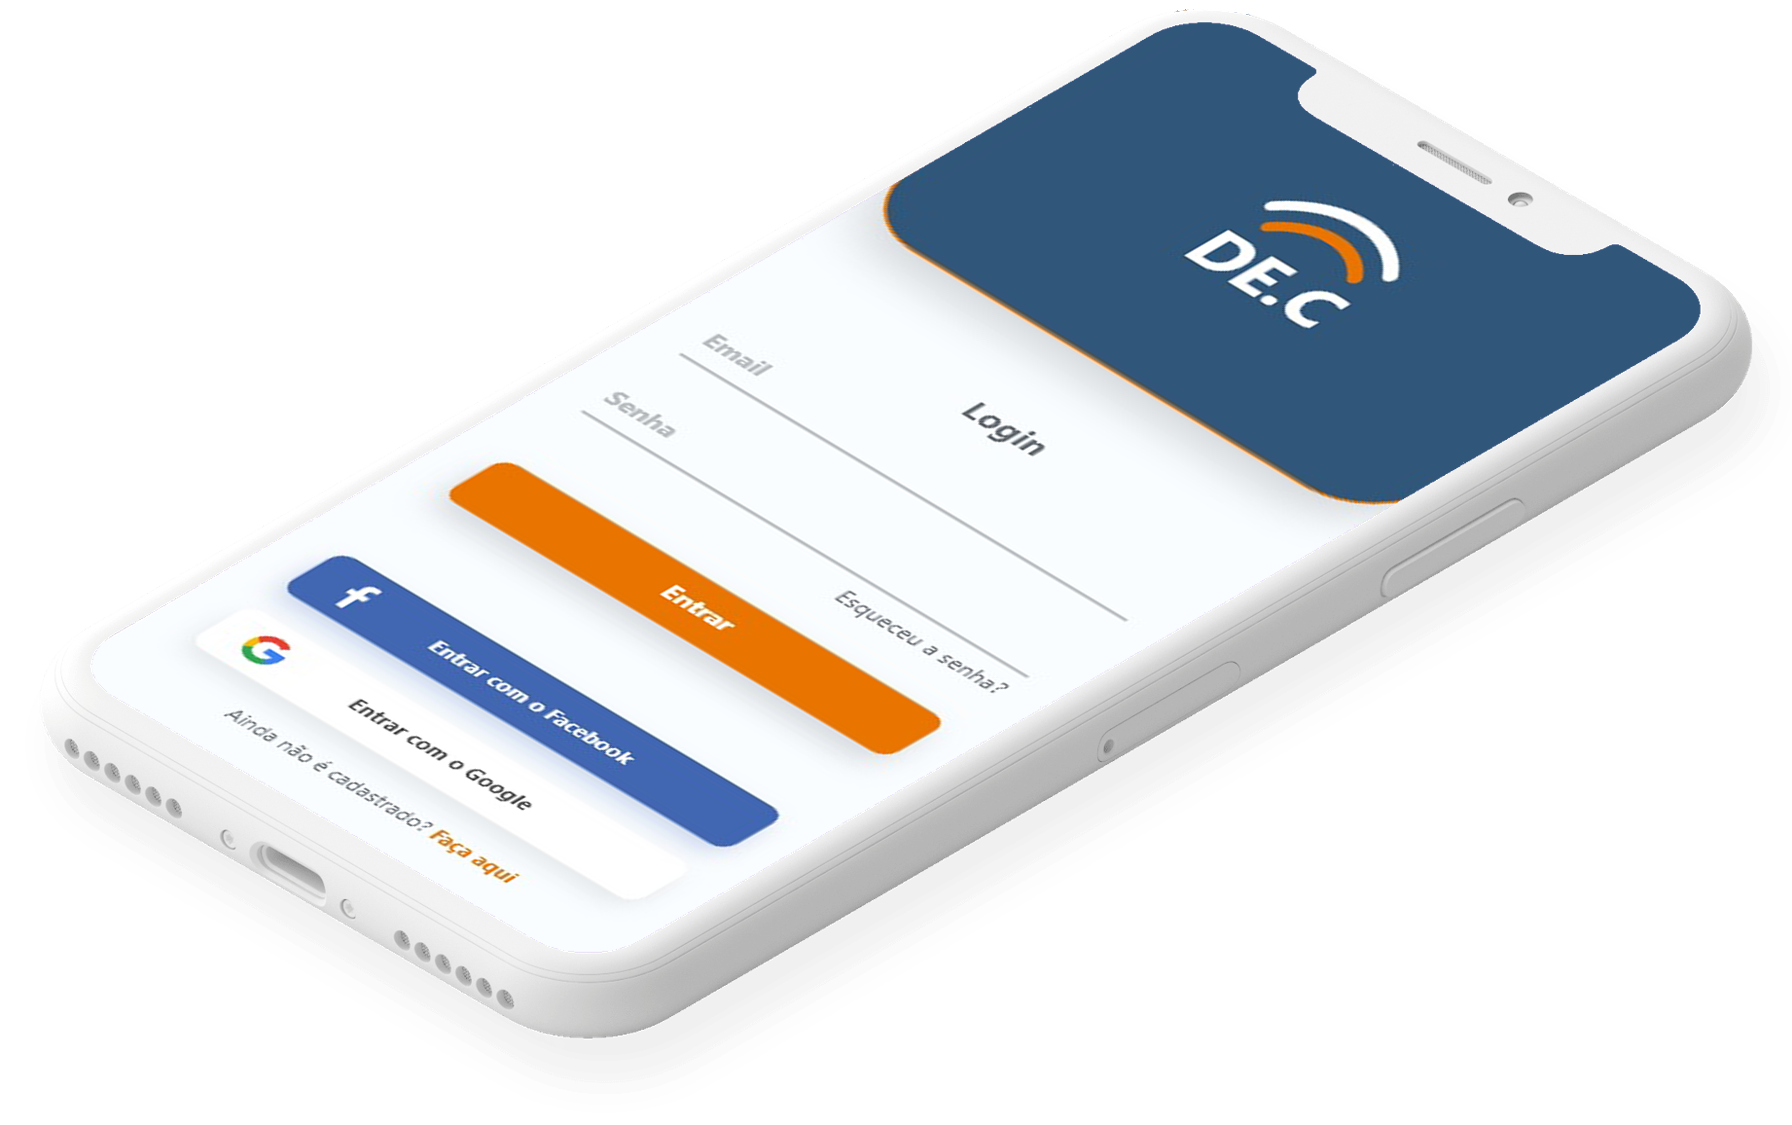 DE.C
Login
Email
Senha
Esqueceu a senha?
Entrar
f
Entrar com o Facebook
G
Entrar com o Google
Ainda não é cadastrado? Faça aqui